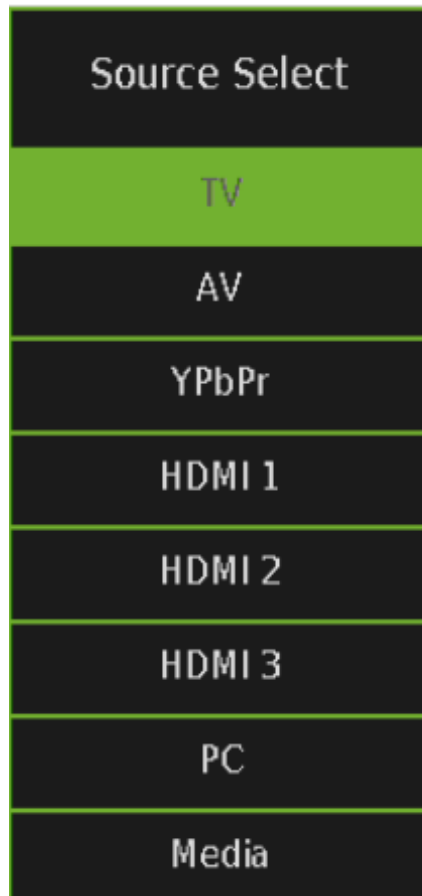 Source Select
TV
AV
YPbPr
HDMI 1
HDMI 2
HDMI 3
PC
Media